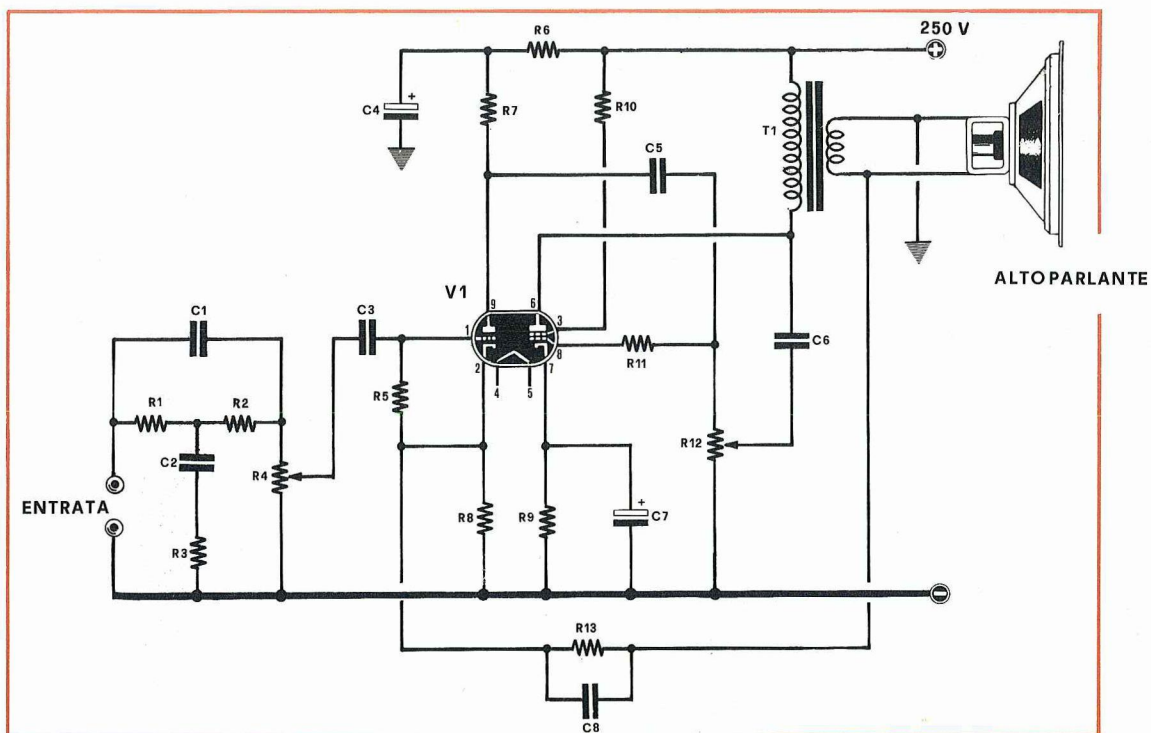 250 V
R6
C4
+
R7
R10
T1
C5
ALTOPARLANTE
V1
9
6
1
3
8
2
4
5
7
C1
C3
R11
C6
R1
R2
R5
C2
R4
R12
ENTRATA
R3
R8
R9
+
C7
R13
C8